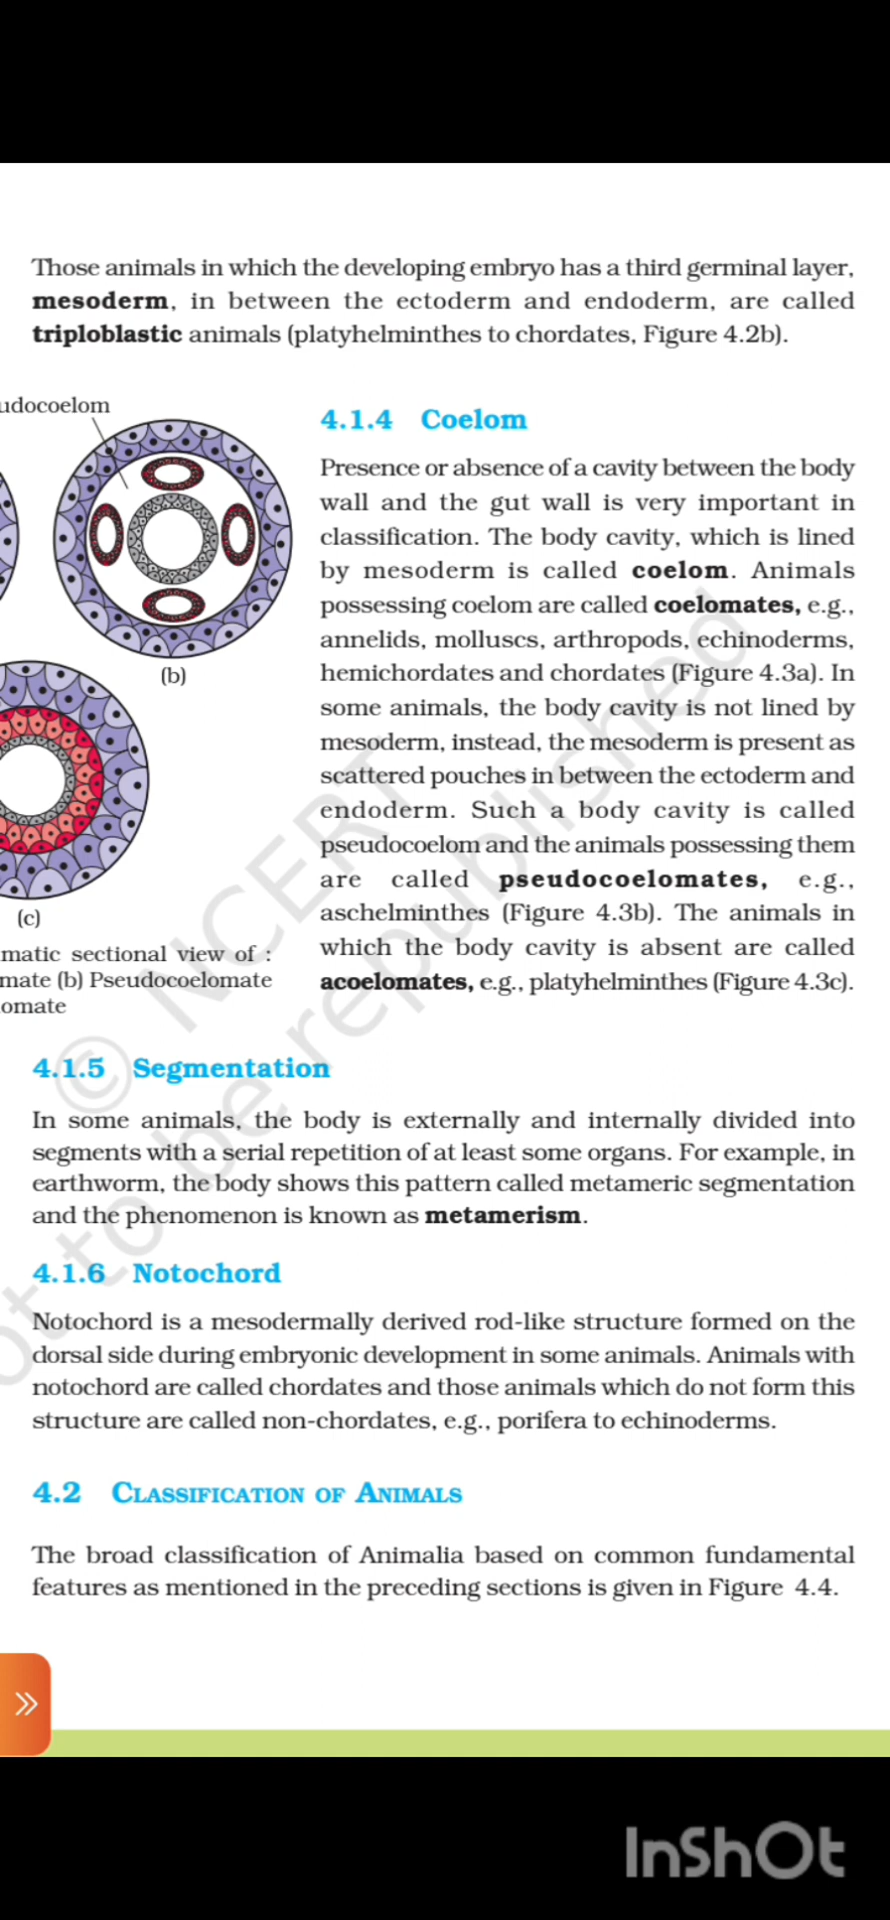 Those animals in which the developing embryo has a third germinal layer,
mesoderm, in between the ectoderm and endoderm, are called
triploblastic animals (platyhelminthes to chordates, Figure 4.2b).
udocoelom
(b)
(c)
matic sectional view of :
mate (b) Pseudocoelomate
omate
4.1.4 Coelom
Presence or absence of a cavity between the body
wall and the gut wall is very important in
classification. The body cavity, which is lined
by mesoderm is called coelom. Animals
possessing coelom are called coelomates, e.g.,
annelids, molluscs, arthropods, echinoderms,
hemichordates and chordates (Figure 4.3a). In
some animals, the body cavity is not lined by
mesoderm, instead, the mesoderm is present as
scattered pouches in between the ectoderm and
endoderm. Such a body cavity is called
pseudocoelom and the animals possessing them
are called pseudocoelomates, e.g.,
aschelminthes (Figure 4.3b). The animals in
which the body cavity is absent are called
acoelomates, e.g., platyhelminthes (Figure 4.3c).
4.1.5 Segmentation
In some animals, the body is externally and internally divided into
segments with a serial repetition of at least some organs. For example, in
earthworm, the body shows this pattern called metameric segmentation
and the phenomenon is known as metamerism.
4.1.6 Notochord
Notochord is a mesodermally derived rod-like structure formed on the
dorsal side during embryonic development in some animals. Animals with
notochord are called chordates and those animals which do not form this
structure are called non-chordates, e.g., porifera to echinoderms.
4.2 CLASSIFICATION OF ANIMALS
The broad classification of Animalia based on common fundamental
features as mentioned in the preceding sections is given in Figure 4.4.
© NCERT
ot to be republished
InShOt